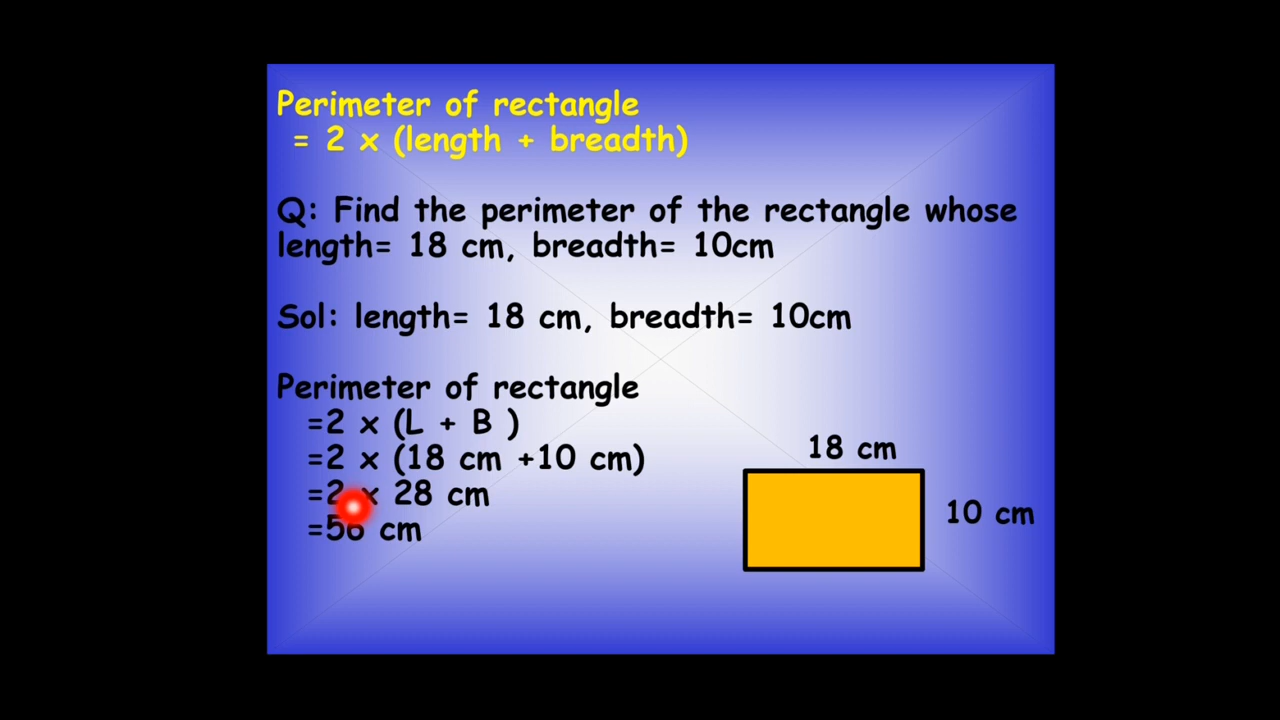 Perimeter of rectangle
= 2 x (length + breadth)
Q: Find the perimeter of the rectangle whose
length= 18 cm, breadth= 10cm
Sol: length= 18 cm, breadth= 10cm
Perimeter of rectangle
=2 x (L + B )
=2 x (18 cm +10 cm)
=2 x 28 cm
=56 cm
18 cm
10 cm